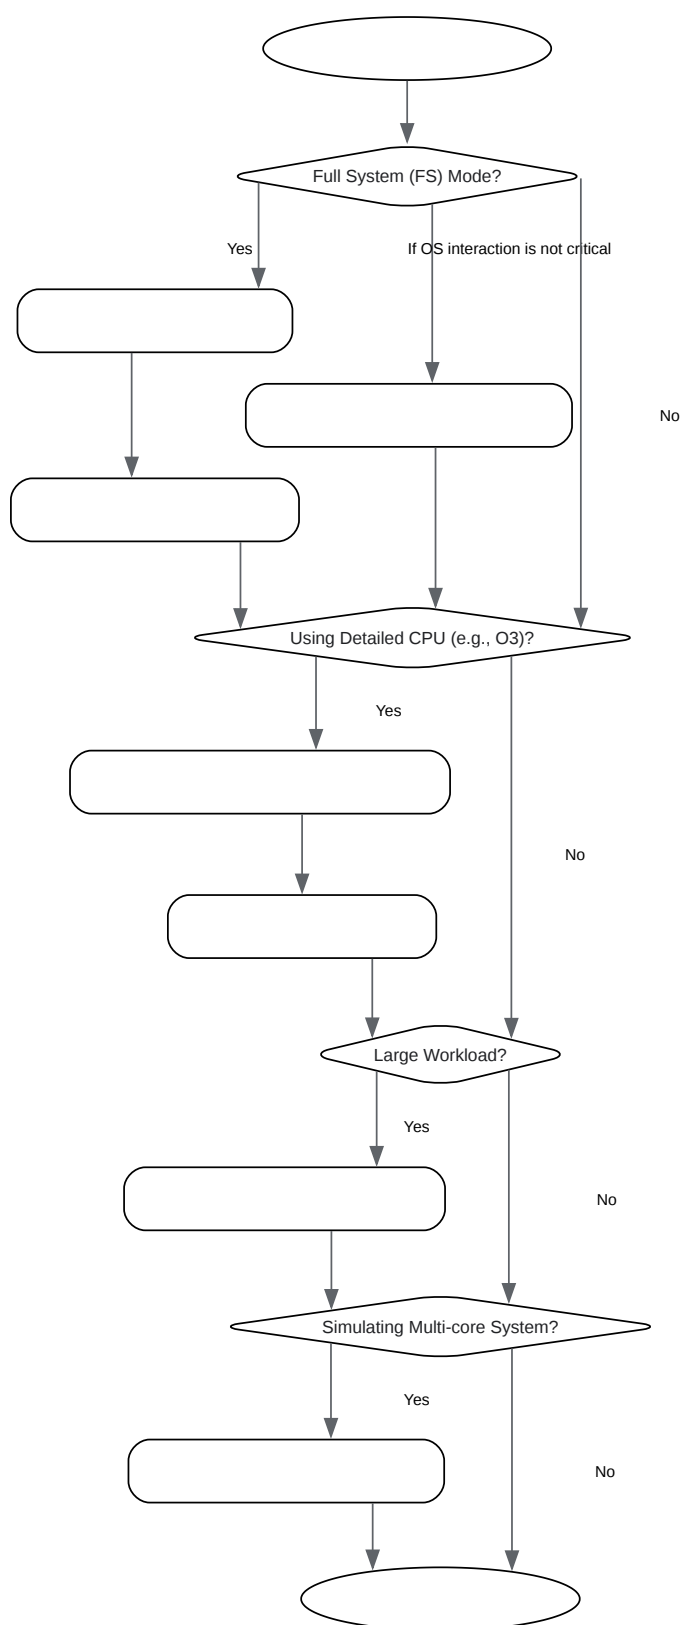 Full System (FS) Mode?
Yes
If OS interaction is not critical
No
Using Detailed CPU (e.g., O3)?
Yes
No
Large Workload?
Yes
No
Simulating Multi-core System?
Yes
No